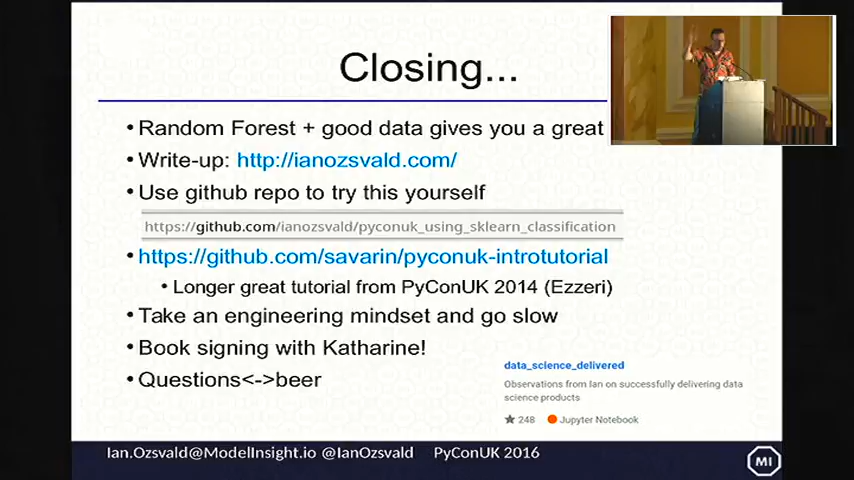 Closing...
• Random Forest + good data gives you a great
• Write-up: http://ianozsvald.com/
• Use github repo to try this yourself
https://github.com/ianozsvald/pyconuk_using_sklearn_classification
• https://github.com/savarin/pyconuk-introtutorial
• Longer great tutorial from PyConUK 2014 (Ezzeri)
• Take an engineering mindset and go slow
• Book signing with Katharine!
• Questions<->beer
data_science_delivered
Observations from Ian on successfully delivering data
science products
★ 248 Jupyter Notebook
Ian.Ozsvald@ModelInsight.io @IanOzsvald PyConUK 2016
MI